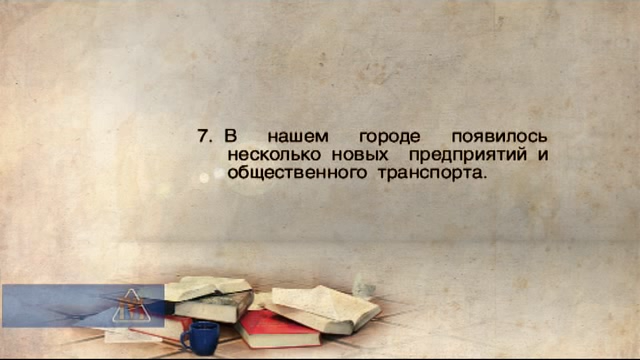 7. В нашем городе появилось
несколько новых предприятий и
общественного транспорта.